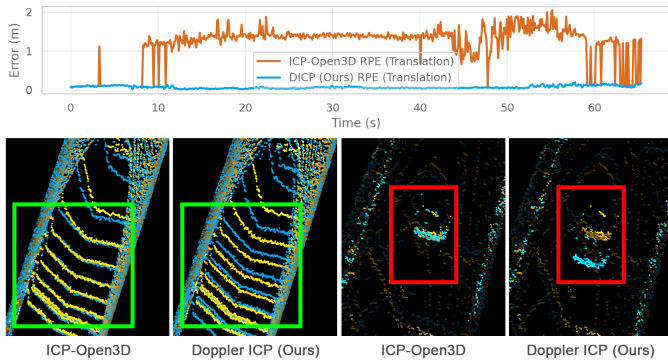 2
1
0
Error (m)
ICP-Open3D RPE (Translation)
DICP (Ours) RPE (Translation)
0 10 20 30 40 50 60
Time (s)
ICP-Open3D Doppler ICP (Ours) ICP-Open3D Doppler ICP (Ours)